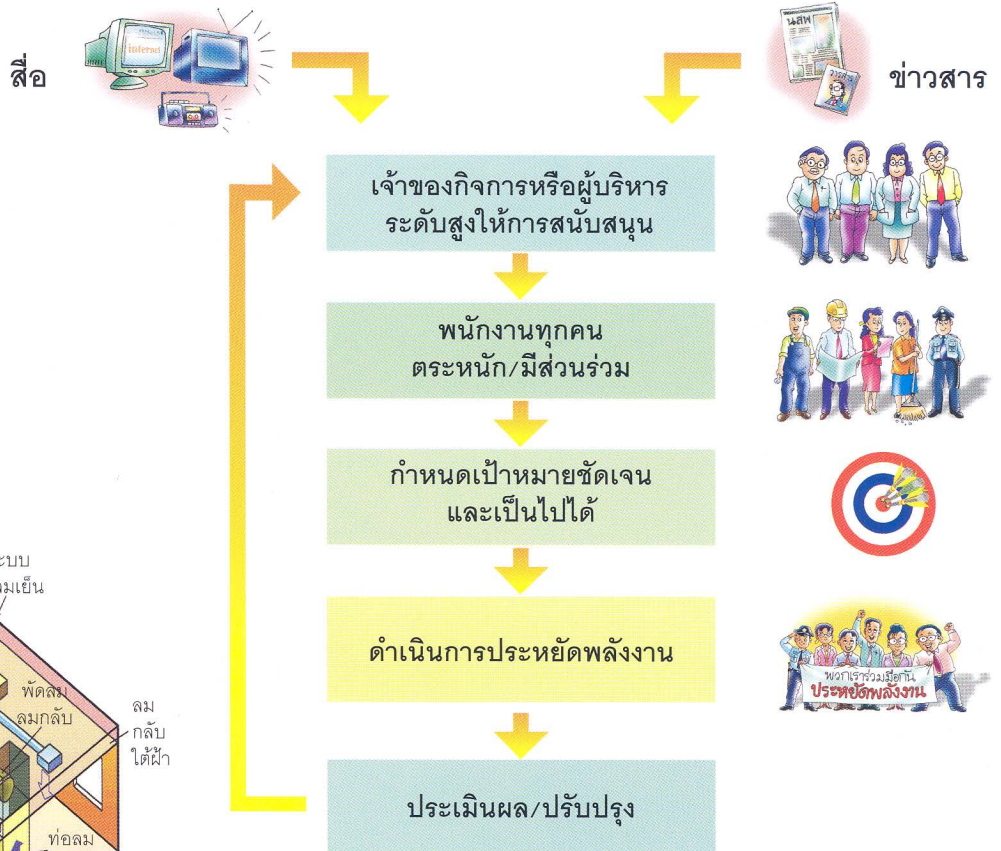 สื่อ
internet
นสพ
วารสาร
ข่าวสาร
เจ้าของกิจการหรือผู้บริหาร
ระดับสูงให้การสนับสนุน
พนักงานทุกคน
ตระหนัก/มีส่วนร่วม
กำหนดเป้าหมายชัดเจน
และเป็นไปได้
ดำเนินการประหยัดพลังงาน
พวกเราร่วมมือกัน
ประหยัดพลังงาน
ประเมินผล/ปรับปรุง
พัดลม
ลมกลับ
ลม
กลับ
ใต้ฝ้า
ท่อลม